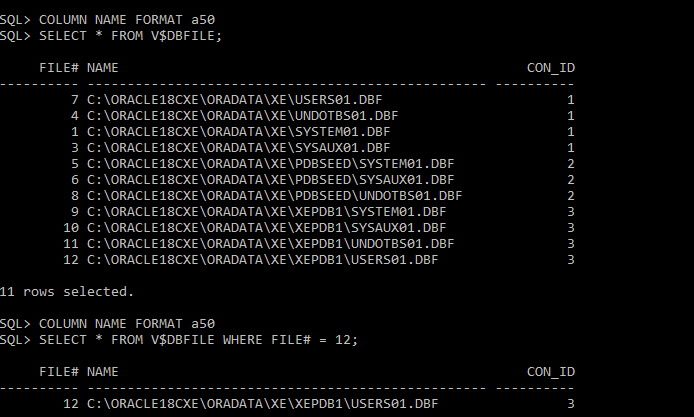 SQL> COLUMN NAME FORMAT a50
SQL> SELECT * FROM V$DBFILE;
FILE# NAME CON_ID
---------- -------------------------------------------------- ----------
7 C:\ORACLE18CXE\ORADATA\XE\USERS01.DBF 1
4 C:\ORACLE18CXE\ORADATA\XE\UNDOTBS01.DBF 1
1 C:\ORACLE18CXE\ORADATA\XE\SYSTEM01.DBF 1
3 C:\ORACLE18CXE\ORADATA\XE\SYSAUX01.DBF 1
5 C:\ORACLE18CXE\ORADATA\XE\PDBSEED\SYSTEM01.DBF 2
6 C:\ORACLE18CXE\ORADATA\XE\PDBSEED\SYSAUX01.DBF 2
8 C:\ORACLE18CXE\ORADATA\XE\PDBSEED\UNDOTBS01.DBF 2
9 C:\ORACLE18CXE\ORADATA\XE\XEPDB1\SYSTEM01.DBF 3
10 C:\ORACLE18CXE\ORADATA\XE\XEPDB1\SYSAUX01.DBF 3
11 C:\ORACLE18CXE\ORADATA\XE\XEPDB1\UNDOTBS01.DBF 3
12 C:\ORACLE18CXE\ORADATA\XE\XEPDB1\USERS01.DBF 3
11 rows selected.
SQL> COLUMN NAME FORMAT a50
SQL> SELECT * FROM V$DBFILE WHERE FILE# = 12;
FILE# NAME CON_ID
---------- -------------------------------------------------- ----------
12 C:\ORACLE18CXE\ORADATA\XE\XEPDB1\USERS01.DBF 3